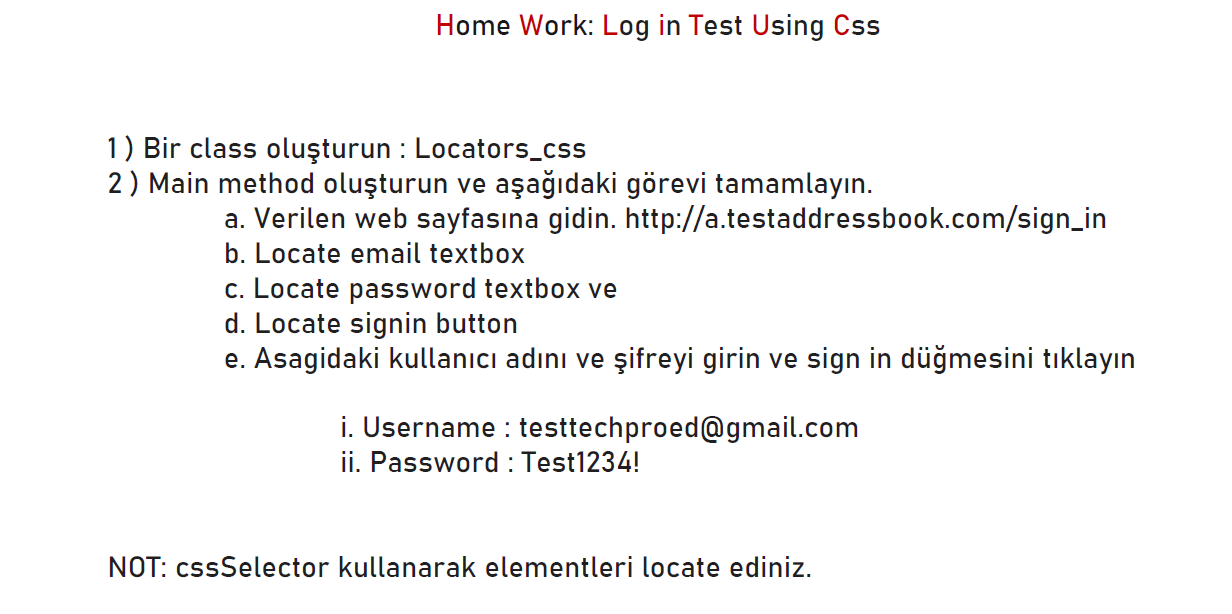 Home Work: Log in Test Using Css
1 ) Bir class oluşturun : Locators_css
2 ) Main method oluşturun ve aşağıdaki görevi tamamlayın.
a. Verilen web sayfasına gidin. http://a.testaddressbook.com/sign_in
b. Locate email textbox
c. Locate password textbox ve
d. Locate signin button
e. Asagidaki kullanıcı adını ve şifreyi girin ve sign in düğmesini tıklayın
i. Username : testtechproed@gmail.com
ii. Password : Test1234!
NOT: cssSelector kullanarak elementleri locate ediniz.